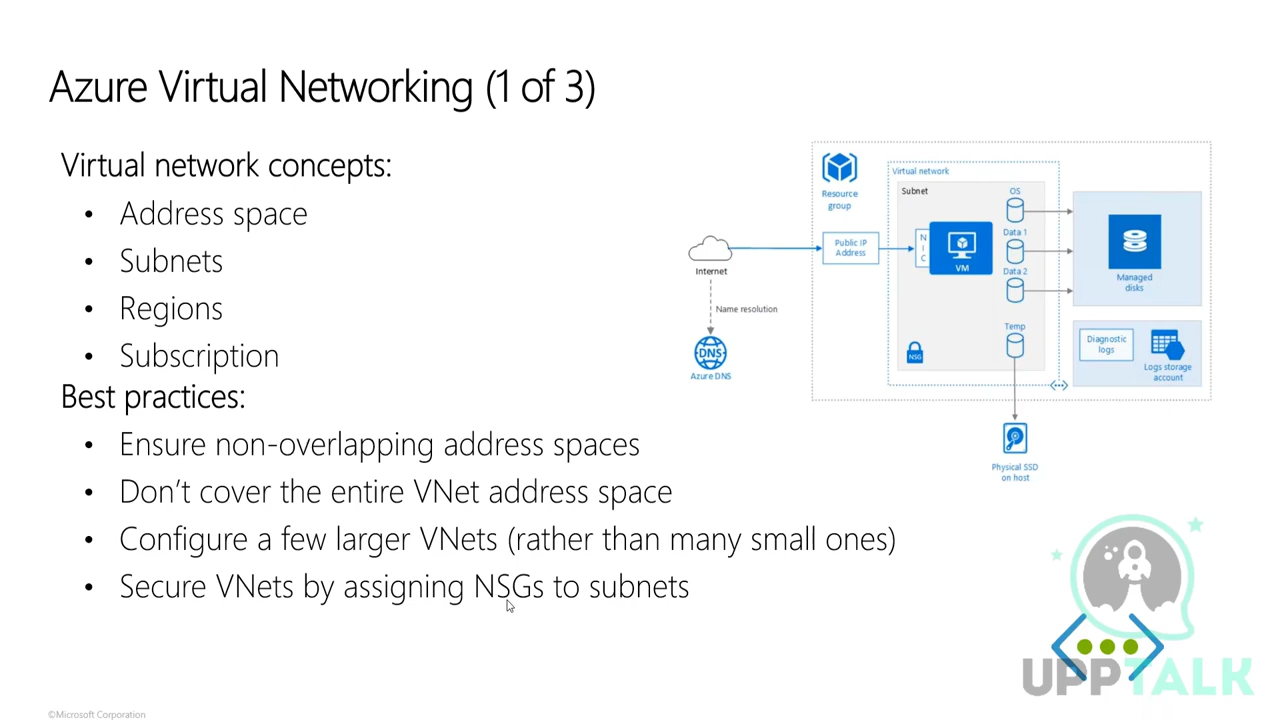 Azure Virtual Networking (1 of 3)
Virtual network concepts:
• Address space
• Subnets
• Regions
• Subscription
Best practices:
• Ensure non-overlapping address spaces
• Don’t cover the entire VNet address space
• Configure a few larger VNets (rather than many small ones)
• Secure VNets by assigning NSGs to subnets
Resource
group
Virtual network
Subnet
OS
Data 1
Data 2
Temp
Public IP
Address
N
I
C
VM
NSG
Internet
Name resolution
DNS
Azure DNS
Managed
disks
Diagnostic
logs
Logs storage
account
Physical SSD
on host
UPPTALK
©Microsoft Corporation